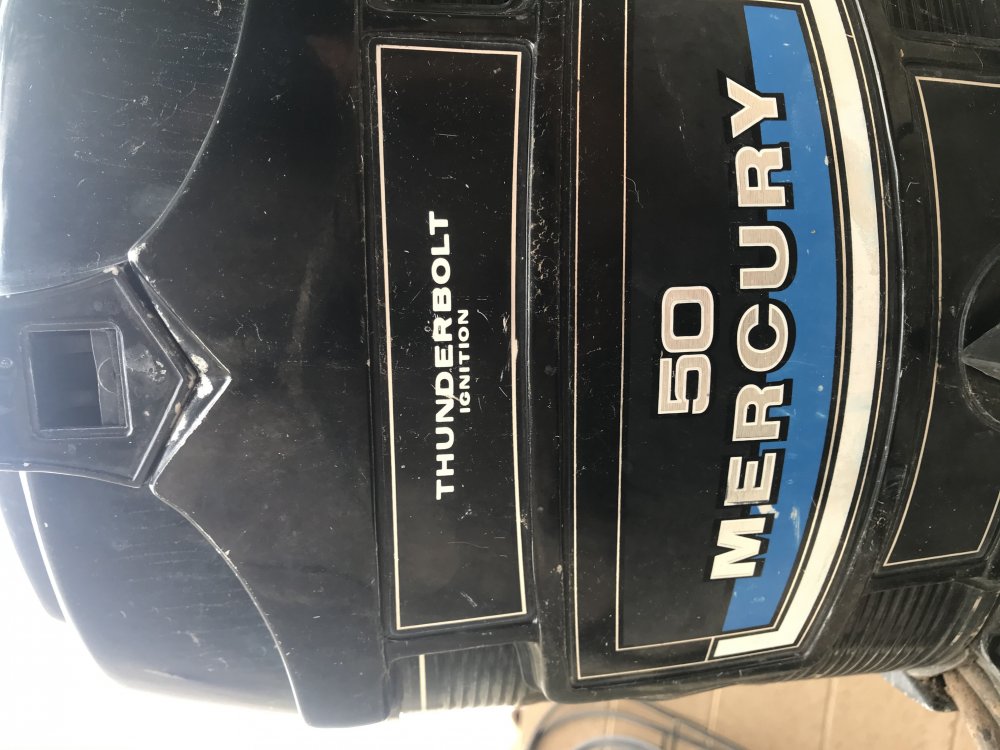 THUNDERBOLT
IGNITION
50
MERCURY